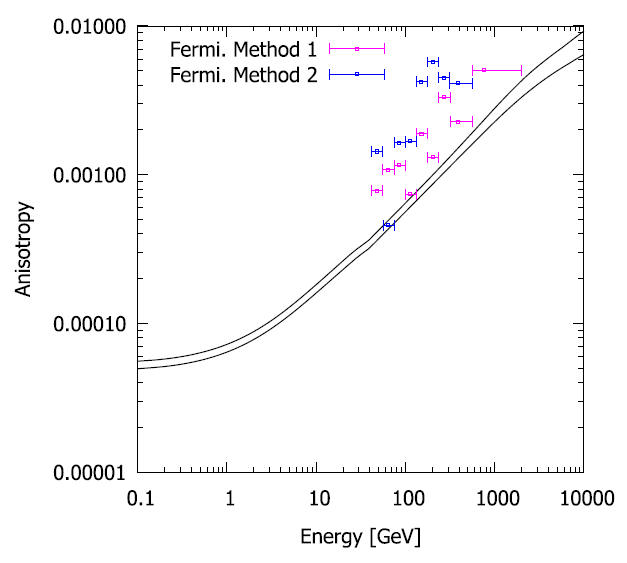 0.01000
Fermi. Method 1
Fermi. Method 2
0.00100
Anisotropy
0.00010
0.00001
0.1 1 10 100 1000 10000
Energy [GeV]